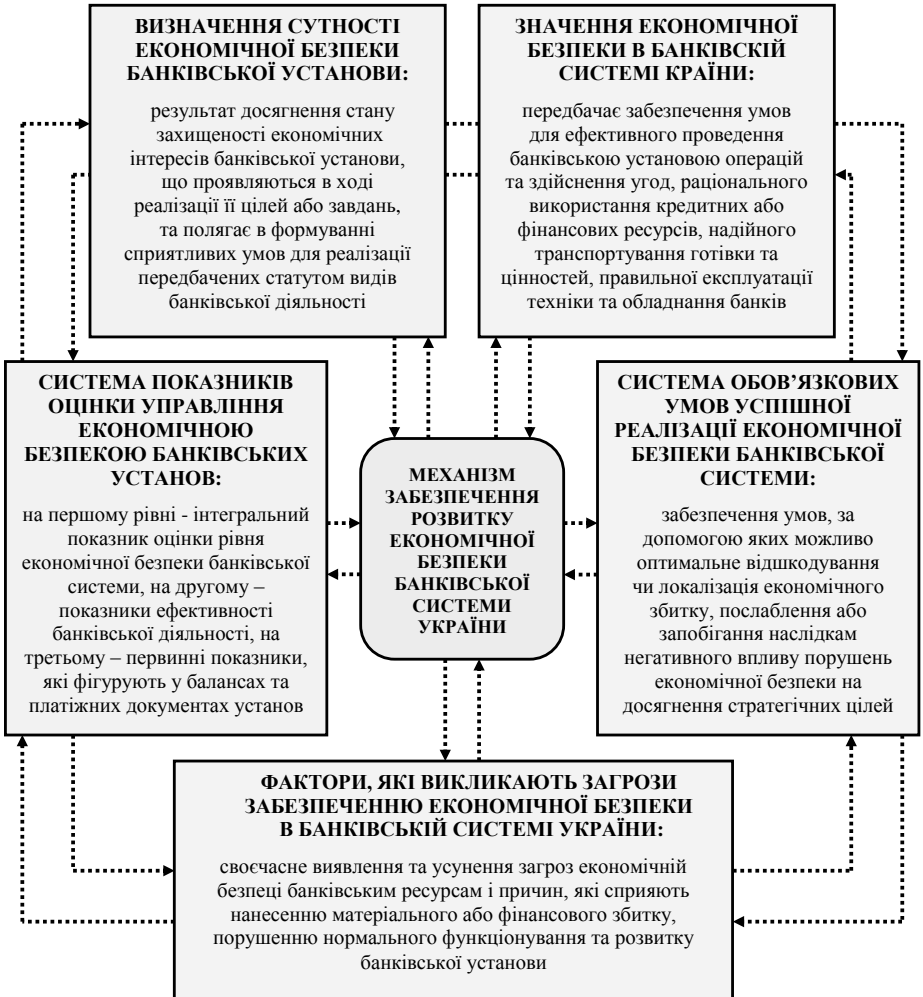 ВИЗНАЧЕННЯ СУТНОСТІ
ЕКОНОМІЧНОЇ БЕЗПЕКИ
БАНКІВСЬКОЇ УСТАНОВИ:
результат досягнення стану
захищеності економічних
інтересів банківської установи,
що проявляються в ході
реалізації її цілей або завдань,
та полягає в формуванні
сприятливих умов для реалізації
передбачених статутом видів
банківської діяльності
ЗНАЧЕННЯ ЕКОНОМІЧНОЇ
БЕЗПЕКИ В БАНКІВСКІЙ
СИСТЕМІ КРАЇНИ:
передбачає забезпечення умов
для ефективного проведення
банківською установою операцій
та здійснення угод, раціонального
використання кредитних або
фінансових ресурсів, надійного
транспортування готівки та
цінностей, правильної експлуатації
техніки та обладнання банків
СИСТЕМА ПОКАЗНИКІВ
ОЦІНКИ УПРАВЛІННЯ
ЕКОНОМІЧНОЮ
БЕЗПЕКОЮ БАНКІВСЬКИХ
УСТАНОВ:
на першому рівні - інтегральний
показник оцінки рівня
економічної безпеки банківської
системи, на другому –
показники ефективності
банківської діяльності, на
третьому – первинні показники,
які фігурують у балансах та
платіжних документах установ
МЕХАНІЗМ
ЗАБЕЗПЕЧЕННЯ
РОЗВИТКУ
ЕКОНОМІЧНОЇ
БЕЗПЕКИ
БАНКІВСЬКОЇ
СИСТЕМИ
УКРАЇНИ
СИСТЕМА ОБОВ’ЯЗКОВИХ
УМОВ УСПІШНОЇ
РЕАЛІЗАЦІЇ ЕКОНОМІЧНОЇ
БЕЗПЕКИ БАНКІВСЬКОЇ
СИСТЕМИ:
забезпечення умов, за
допомогою яких можливо
оптимальне відшкодування
чи локалізація економічного
збитку, послаблення або
запобігання наслідкам
негативного впливу порушень
економічної безпеки на
досягнення стратегічних цілей
ФАКТОРИ, ЯКІ ВИКЛИКАЮТЬ ЗАГРОЗИ
ЗАБЕЗПЕЧЕННЮ ЕКОНОМІЧНОЇ БЕЗПЕКИ
В БАНКІВСЬКІЙ СИСТЕМІ УКРАЇНИ:
своєчасне виявлення та усунення загроз економічній
безпеці банківським ресурсам і причин, які сприяють
нанесенню матеріального або фінансового збитку,
порушенню нормального функціонування та розвитку
банківської установи